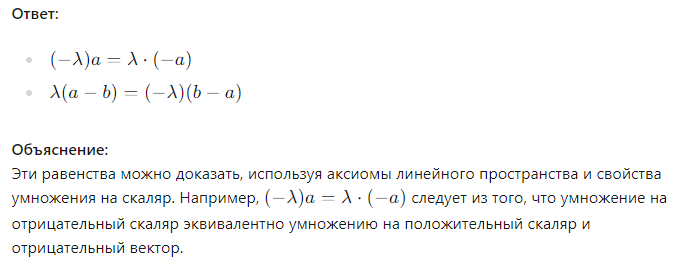 Ответ:
• (−λ)a = λ · (−a)
• λ(a − b) = (−λ)(b − a)
Объяснение:
Эти равенства можно доказать, используя аксиомы линейного пространства и свойства
умножения на скаляр. Например, (−λ)a = λ · (−a) следует из того, что умножение на
отрицательный скаляр эквивалентно умножению на положительный скаляр и
отрицательный вектор.